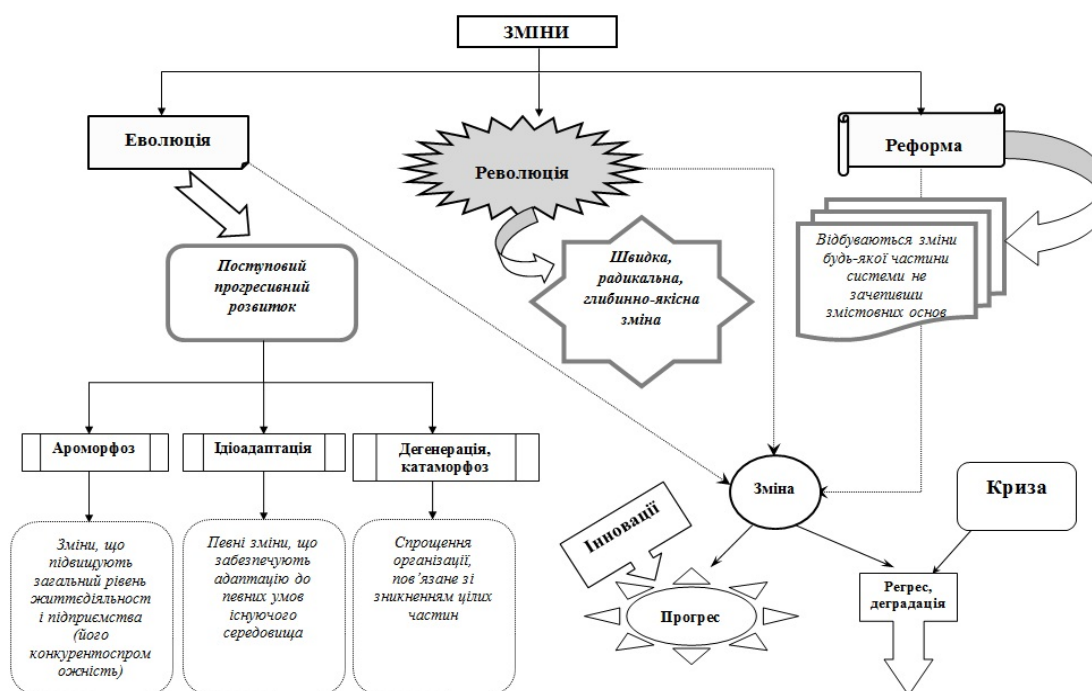 ЗМІНИ
Еволюція
Революція
Реформа
Поступовий
прогресивний
розвиток
Швидка,
радикальна,
глибинно-якісна
зміна
Відбуваються зміни
будь-якої частини
системи не
зачепивши
змістовних основ
Ароморфоз
Ідіоадаптація
Дегенерація,
катаморфоз
Зміни, що
підвищують
загальний рівень
життєдіяльност
і підприємства
(його
конкурентоспром
ожність)
Певні зміни, що
забезпечують
адаптацію до
певних умов
існуючого
середовища
Спрощення
організації,
пов’язане зі
зникненням цілих
частин
Зміна
Криза
Інновації
Прогрес
Регрес,
деградація